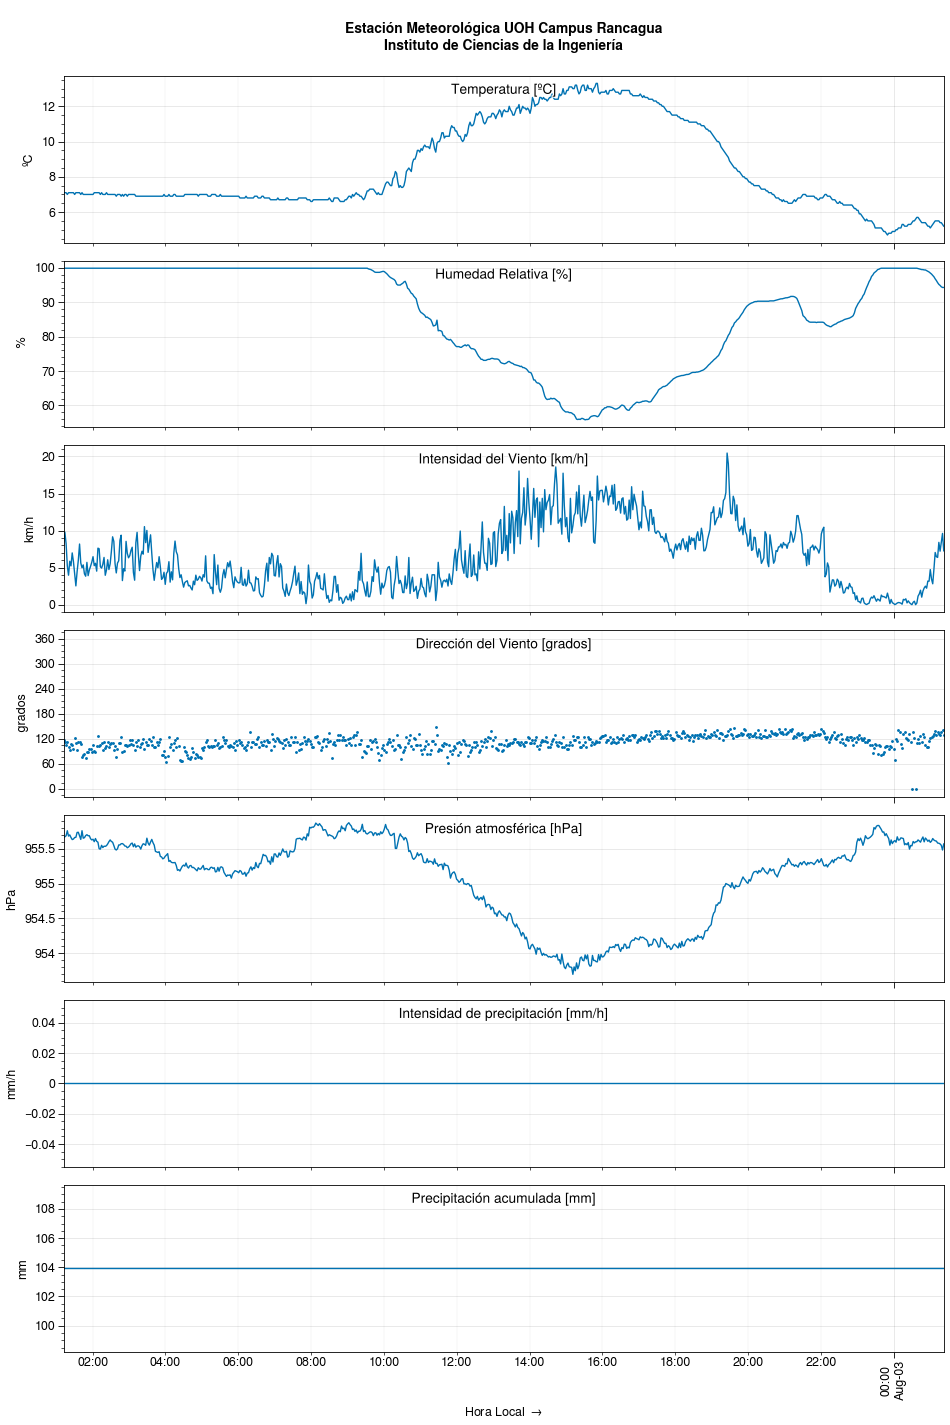 Estación Meteorológica UOH Campus Rancagua
Instituto de Ciencias de la Ingeniería
Temperatura [ºC]
ºC
12
10
8
6
Humedad Relativa [%]
%
100
90
80
70
60
Intensidad del Viento [km/h]
km/h
20
15
10
5
0
Dirección del Viento [grados]
grados
360
300
240
180
120
60
0
Presión atmosférica [hPa]
hPa
955.5
955
954.5
954
Intensidad de precipitación [mm/h]
mm/h
0.04
0.02
0
−0.02
−0.04
Precipitación acumulada [mm]
mm
108
106
104
102
100
02:00 04:00 06:00 08:00 10:00 12:00 14:00 16:00 18:00 20:00 22:00 00:00
Aug-03
Hora Local →